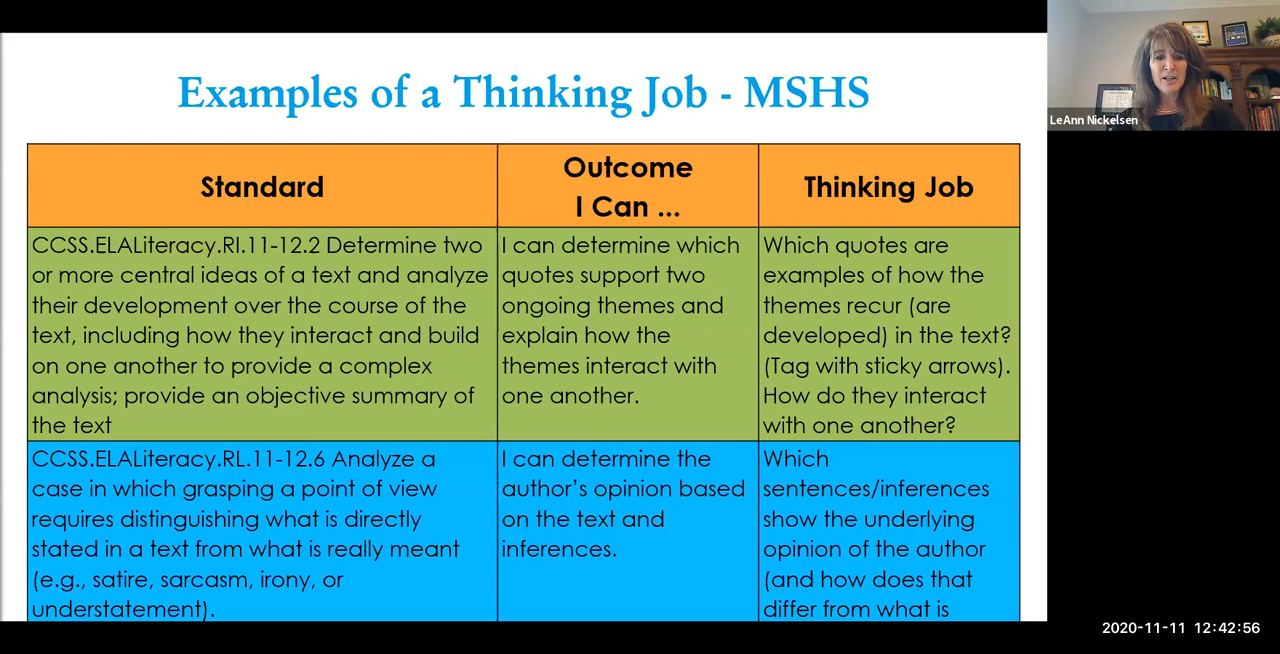 Examples of a Thinking Job - MSHS
LeAnn Nickelsen
Standard
Outcome
I Can ...
Thinking Job
CCSS.ELALiteracy.RI.11-12.2 Determine two
or more central ideas of a text and analyze
their development over the course of the
text, including how they interact and build
on one another to provide a complex
analysis; provide an objective summary of
the text
I can determine which
quotes support two
ongoing themes and
explain how the
themes interact with
one another.
Which quotes are
examples of how the
themes recur (are
developed) in the text?
(Tag with sticky arrows).
How do they interact
with one another?
CCSS.ELALiteracy.RL.11-12.6 Analyze a
case in which grasping a point of view
requires distinguishing what is directly
stated in a text from what is really meant
(e.g., satire, sarcasm, irony, or
understatement).
I can determine the
author’s opinion based
on the text and
inferences.
Which
sentences/inferences
show the underlying
opinion of the author
(and how does that
differ from what is
2020-11-11 12:42:56